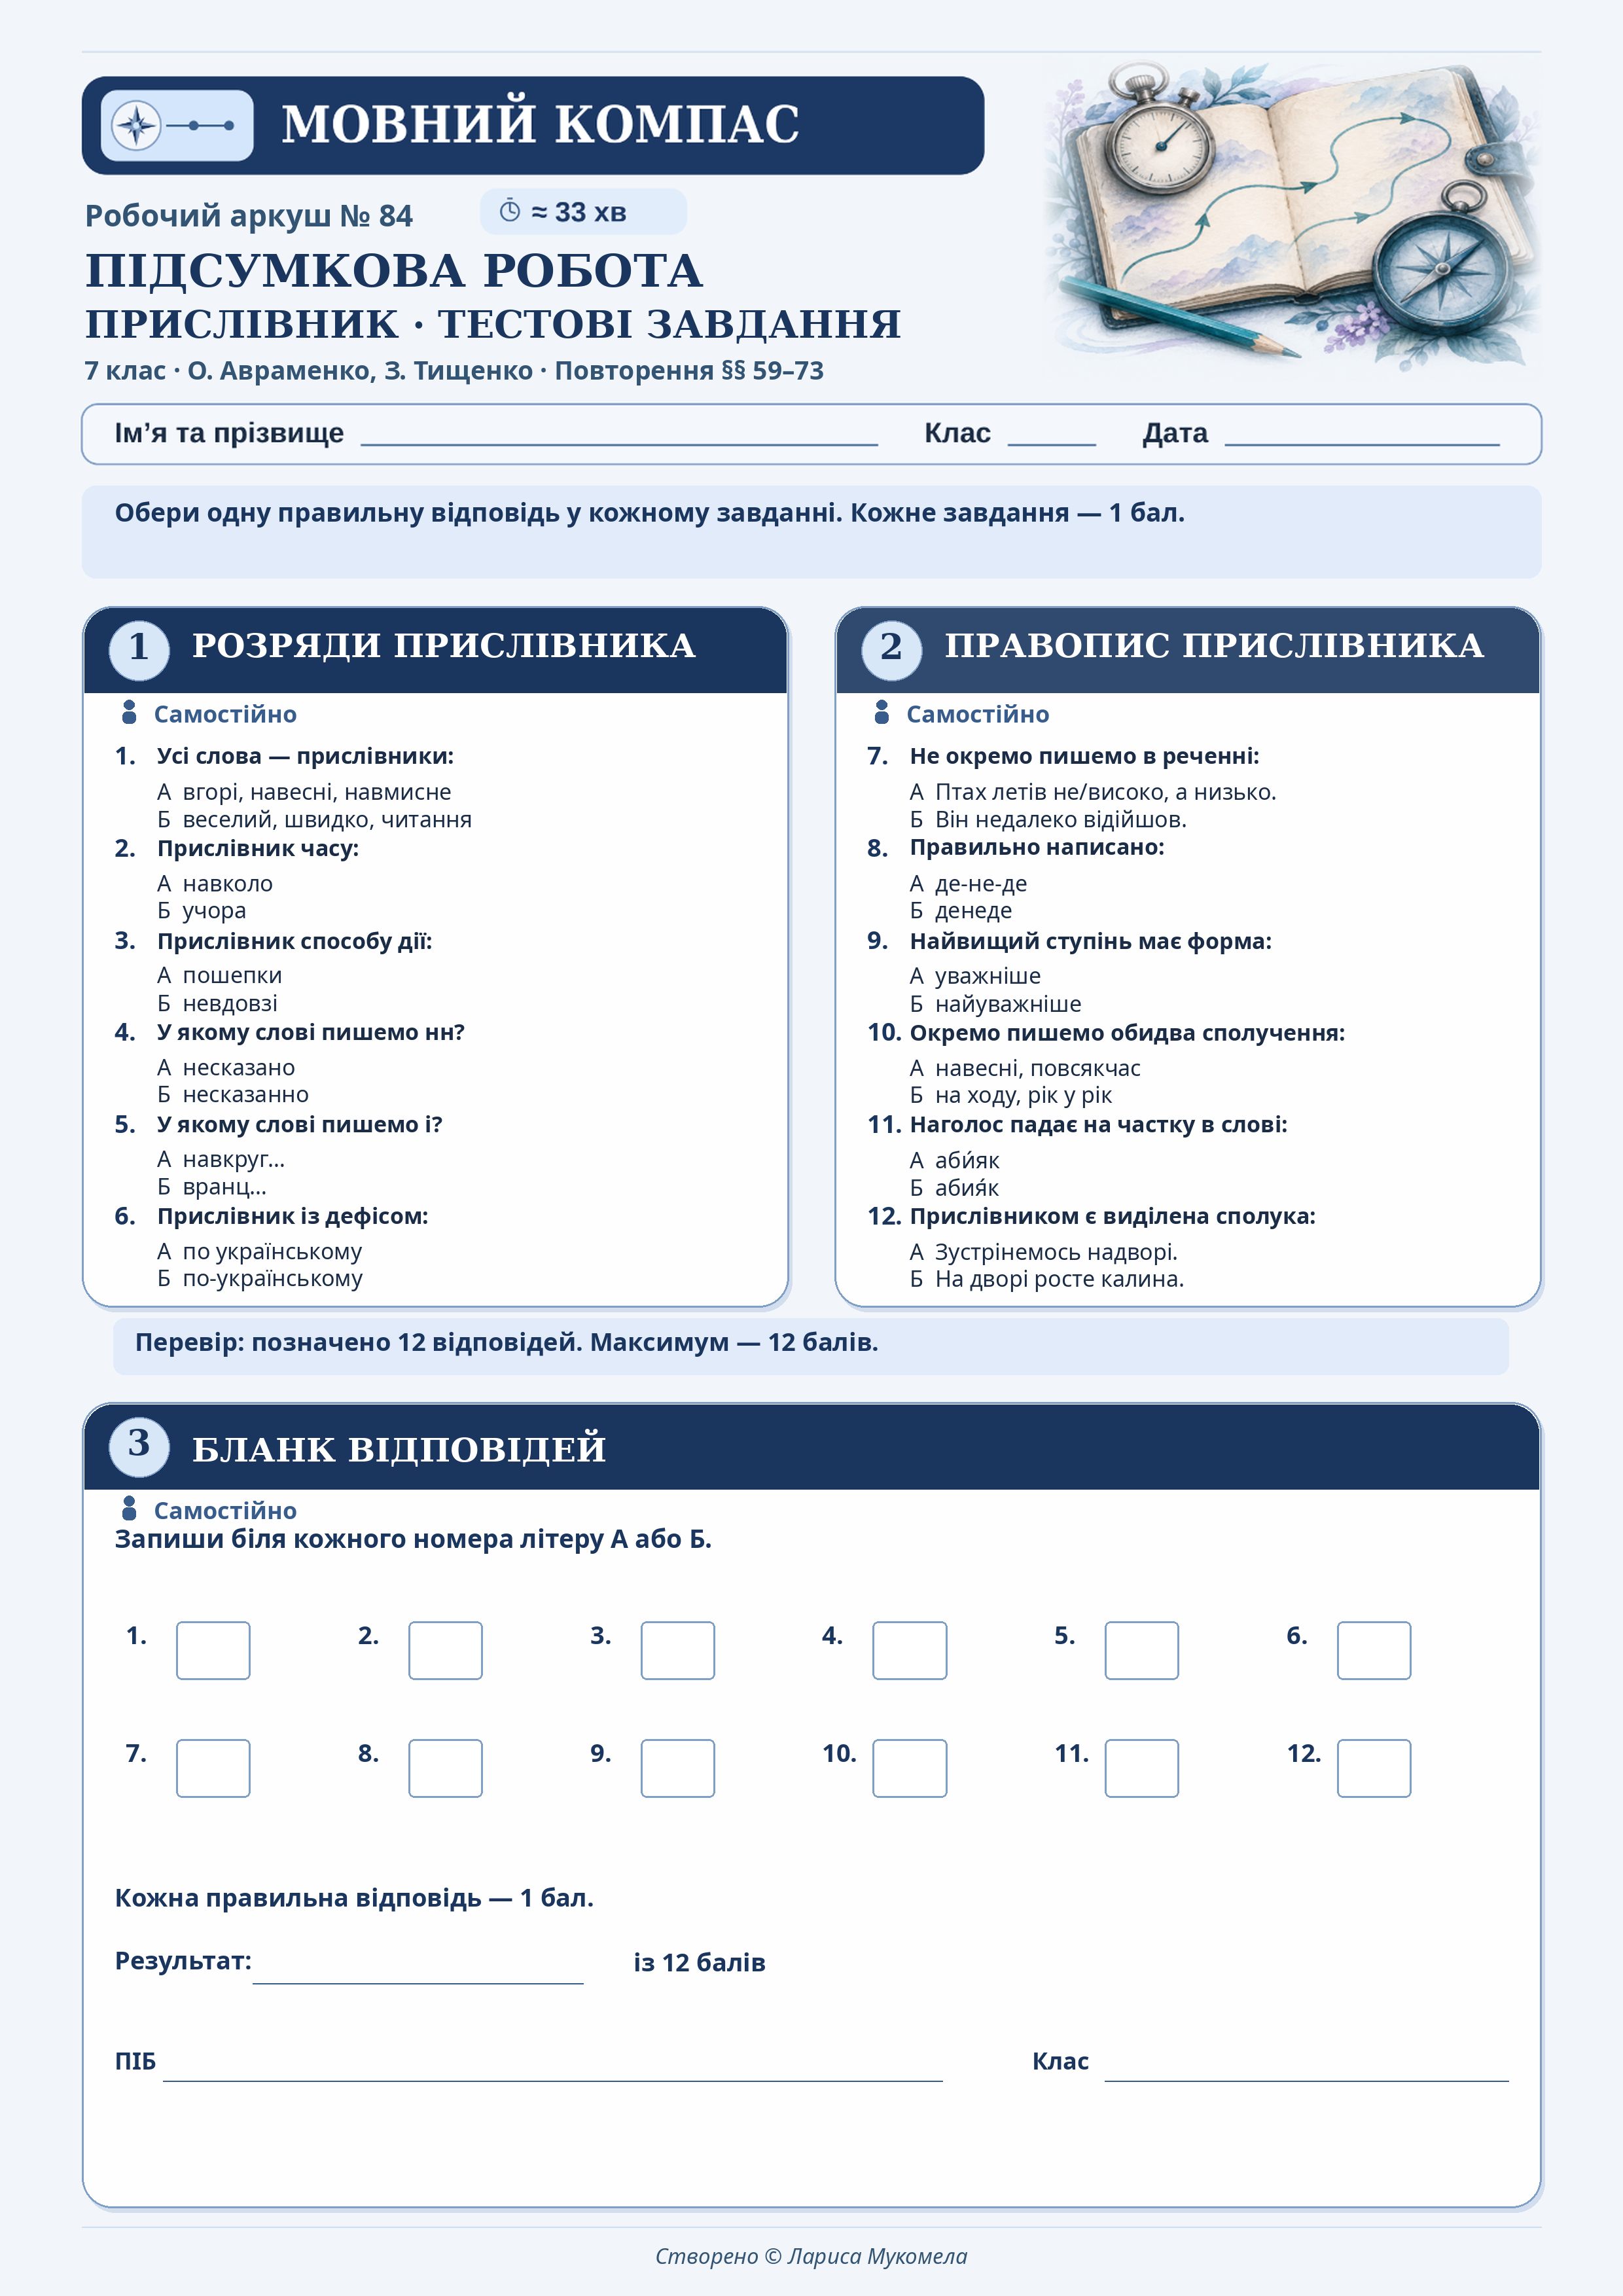 МОВНИЙ КОМПАС
Робочий аркуш № 84
≈ 33 хв
ПІДСУМКОВА РОБОТА
ПРИСЛІВНИК · ТЕСТОВІ ЗАВДАННЯ
7 клас · О. Авраменко, З. Тищенко · Повторення §§ 59–73
Ім’я та прізвище Клас Дата
Обери одну правильну відповідь у кожному завданні. Кожне завдання — 1 бал.
1 РОЗРЯДИ ПРИСЛІВНИКА
Самостійно
1. Усі слова — прислівники:
А вгорі, навесні, навмисне
Б веселий, швидко, читання
2. Прислівник часу:
А навколо
Б учора
3. Прислівник способу дії:
А пошепки
Б невдовзі
4. У якому слові пишемо нн?
А несказано
Б несказанно
5. У якому слові пишемо і?
А навкруг…
Б вранц…
6. Прислівник із дефісом:
А по українському
Б по-українському
2 ПРАВОПИС ПРИСЛІВНИКА
Самостійно
7. Не окремо пишемо в реченні:
А Птах летів не/високо, а низько.
Б Він недалеко відійшов.
8. Правильно написано:
А де-не-де
Б денеде
9. Найвищий ступінь має форма:
А уважніше
Б найуважніше
10. Окремо пишемо обидва сполучення:
А навесні, повсякчас
Б на ходу, рік у рік
11. Наголос падає на частку в слові:
А аби́як
Б абия́к
12. Прислівником є виділена сполука:
А Зустрінемось надворі.
Б На дворі росте калина.
Перевір: позначено 12 відповідей. Максимум — 12 балів.
3 БЛАНК ВІДПОВІДЕЙ
Самостійно
Запиши біля кожного номера літеру А або Б.
1. 2. 3. 4. 5. 6.
7. 8. 9. 10. 11. 12.
Кожна правильна відповідь — 1 бал.
Результат: із 12 балів
ПІБ Клас
Створено © Лариса Мукомела